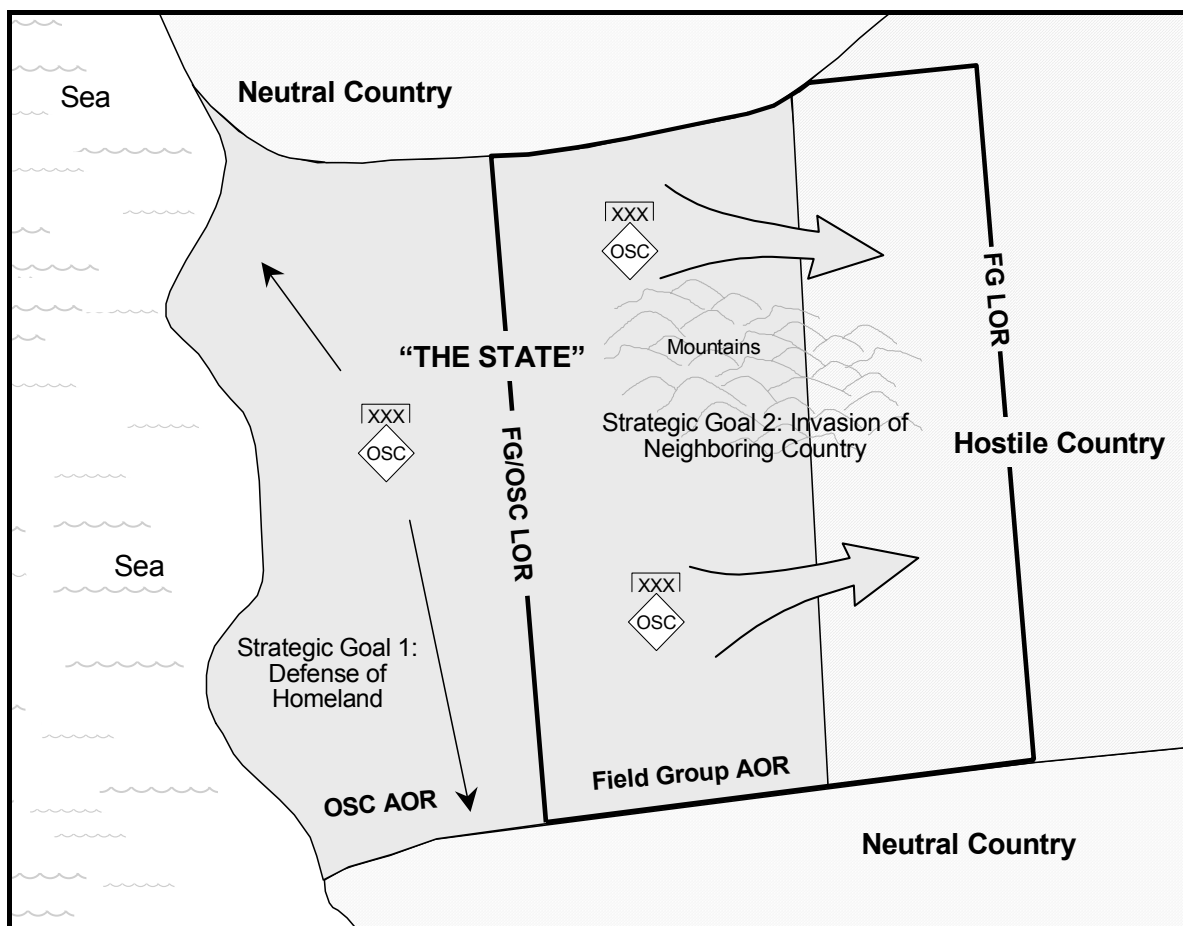 Sea
Neutral Country
XXX
OSC
FG LOR
"THE STATE"
Mountains
XXX
OSC
FG/OSC LOR
Strategic Goal 2: Invasion of
Neighboring Country
Hostile Country
Sea
XXX
OSC
Strategic Goal 1:
Defense of
Homeland
Field Group AOR
OSC AOR
Neutral Country